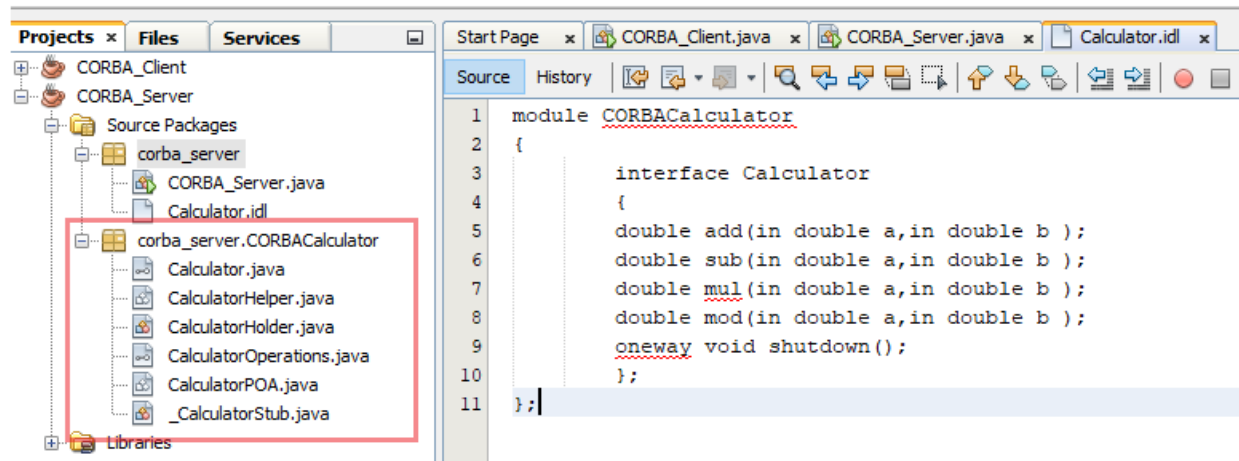 Projects × Files Services
CORBA_Client
CORBA_Server
Source Packages
corba_server
CORBA_Server.java
Calculator.idl
corba_server.CORBACalculator
Calculator.java
CalculatorHelper.java
CalculatorHolder.java
CalculatorOperations.java
CalculatorPOA.java
_CalculatorStub.java
Libraries
Start Page x CORBA_Client.java x CORBA_Server.java x Calculator.idl x
Source History
1 module CORBACalculator
2 {
3 interface Calculator
4 {
5 double add(in double a,in double b );
6 double sub(in double a,in double b );
7 double mul(in double a,in double b );
8 double mod(in double a,in double b );
9 oneway void shutdown();
10 };
11 };